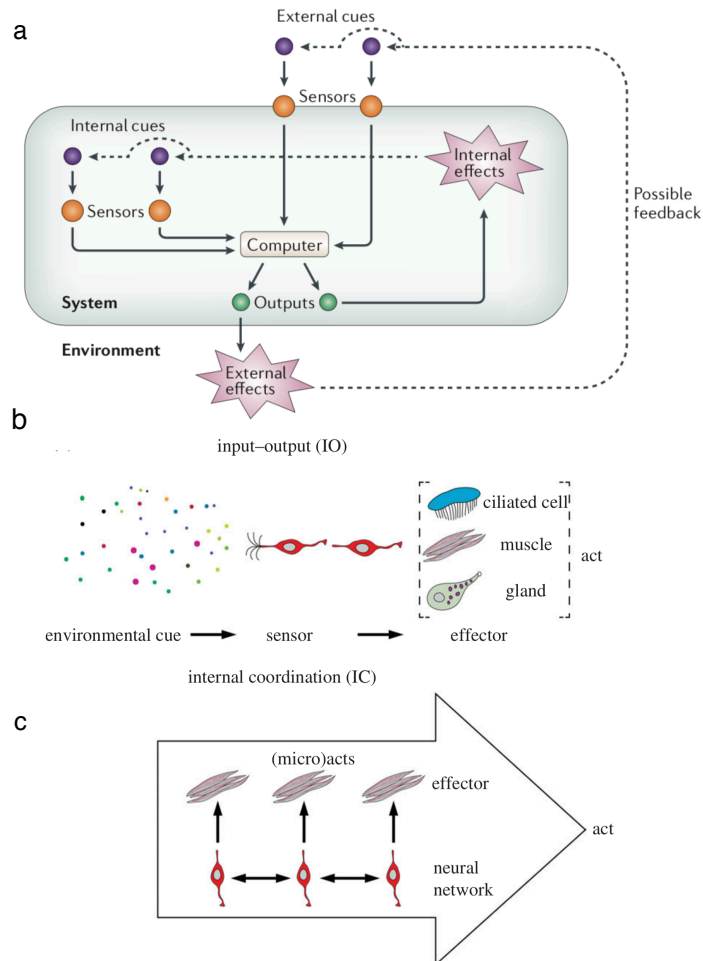 a
External cues
Sensors
Internal cues
Internal
effects
Sensors
Possible
feedback
Computer
System
Outputs
Environment
External
effects
b
input–output (IO)
ciliated cell
muscle
act
gland
environmental cue
sensor
effector
internal coordination (IC)
c
(micro)acts
effector
act
neural
network